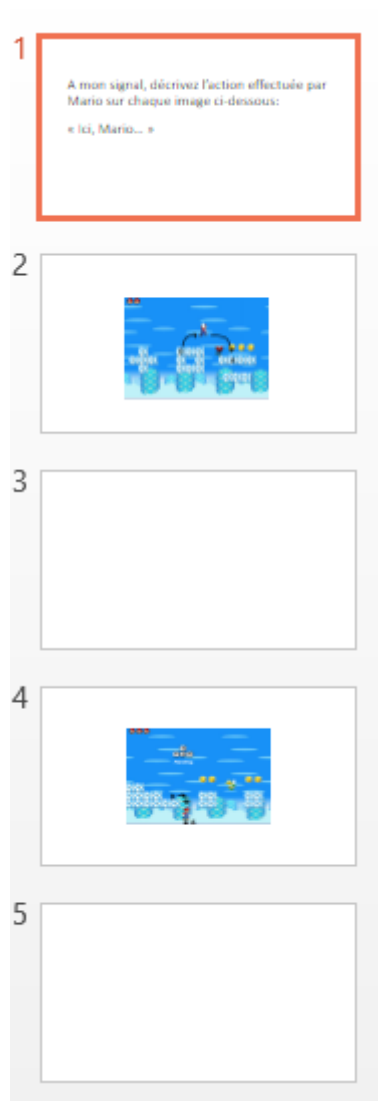 1
A mon signal, décrivez l'action effectuée par
Mario sur chaque image ci-dessous:
« Ici, Mario... »
2
3
4
5